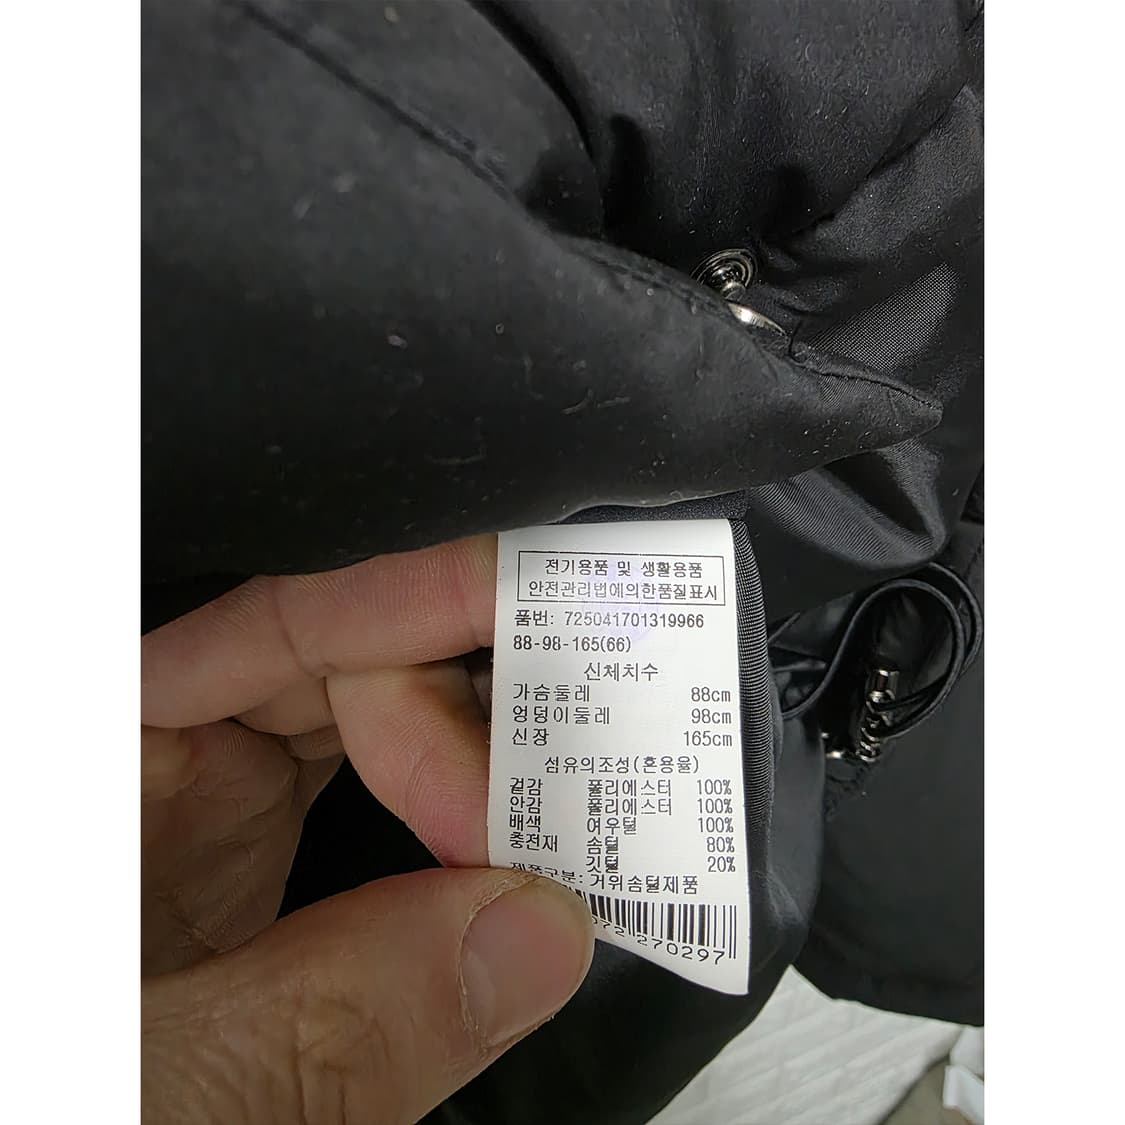 전기용품 및 생활용품
안전관리법에의한품질표시
품번: 725041701319966
88-98-165(66)
신체치수
가슴둘레 88cm
엉덩이둘레 98cm
신장 165cm
섬유의조성(혼용율)
겉감 폴리에스터 100%
안감 폴리에스터 100%
배색 여우털 100%
충전재 솜털 80%
깃털 20%
제품구분: 거위솜털제품
072 270297